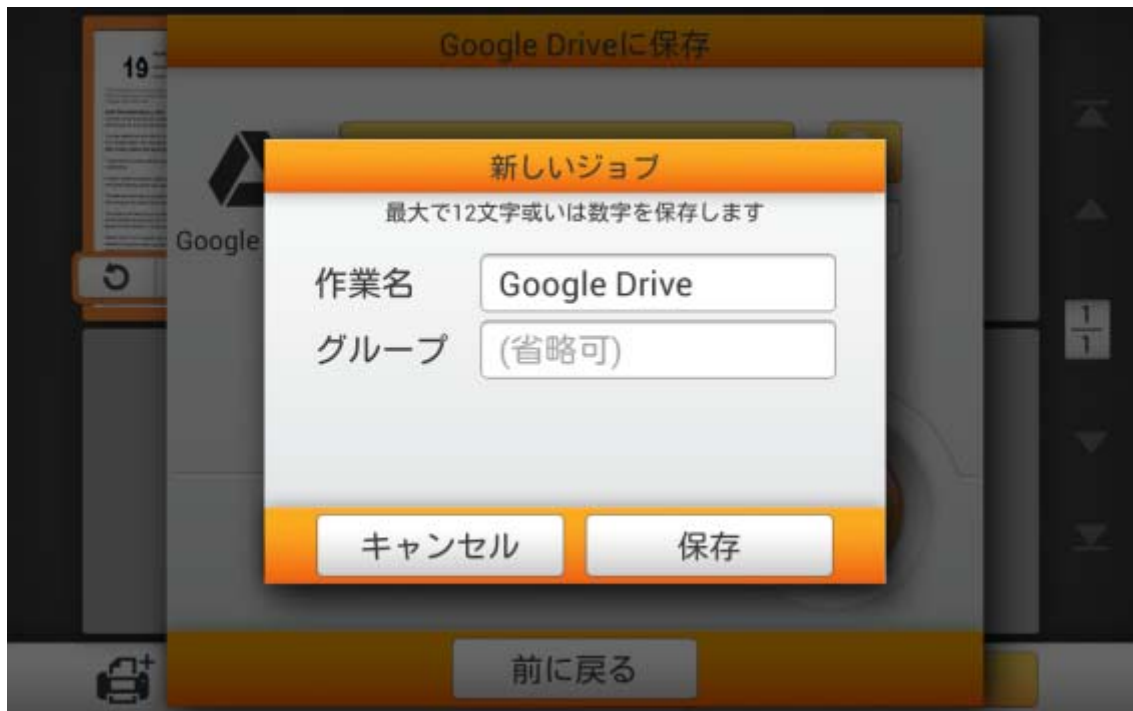 Google Driveに保存
19
新しいジョブ
最大で12文字或いは数字を保存します
Google
作業名 Google Drive
グループ (省略可)
1
1
キャンセル 保存
前に戻る